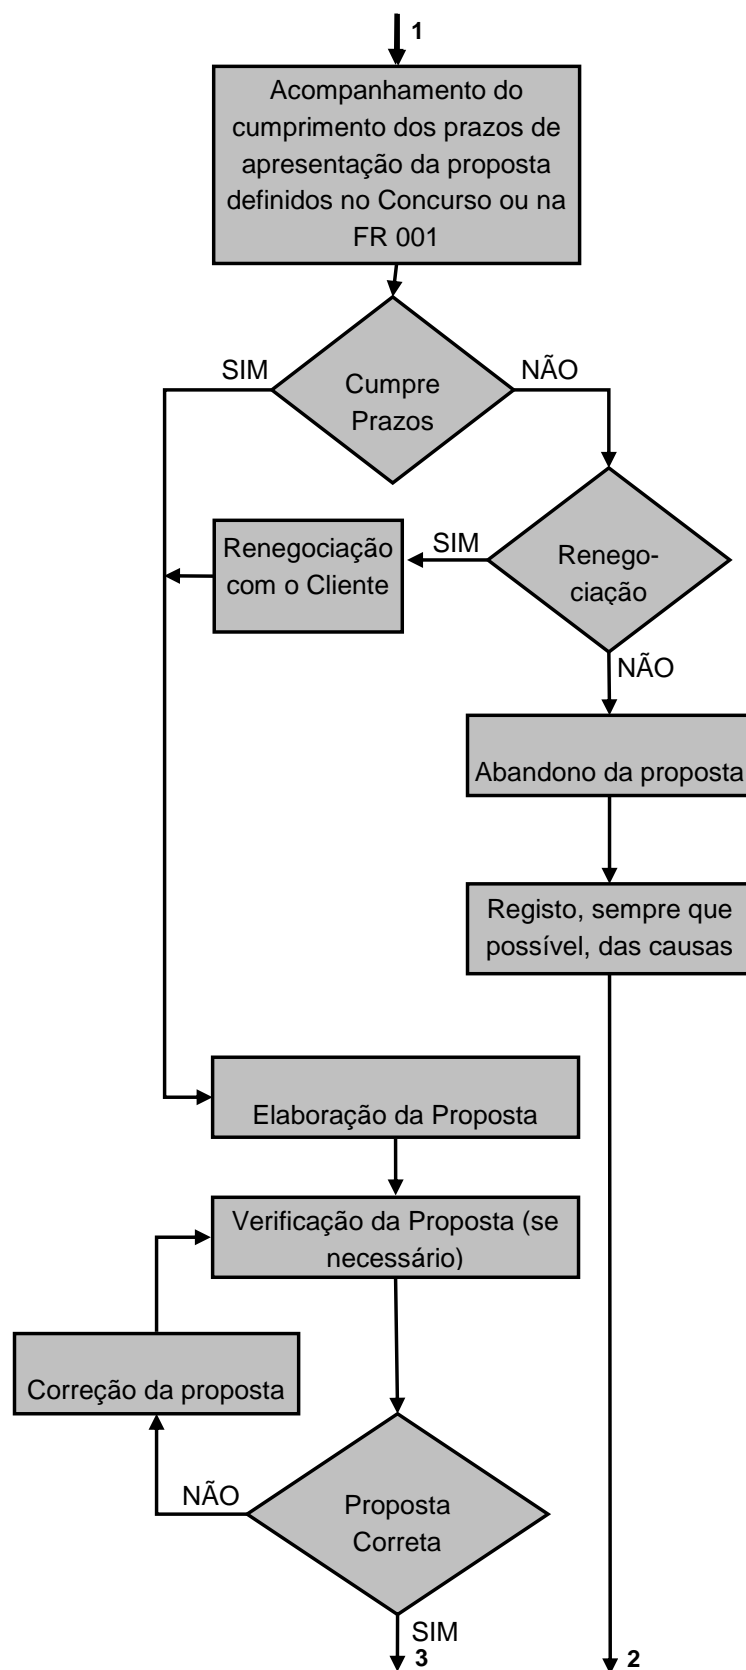 1
Acompanhamento do
cumprimento dos prazos de
apresentação da proposta
definidos no Concurso ou na
FR 001
SIM
NÃO
Cumpre
Prazos
Renegociação
com o Cliente
SIM
Renego-
ciação
NÃO
Abandono da proposta
Registo, sempre que
possível, das causas
Elaboração da Proposta
Verificação da Proposta (se
necessário)
Correção da proposta
NÃO
Proposta
Correta
SIM
3
2